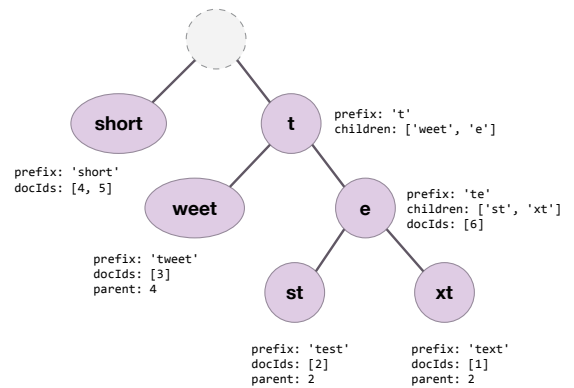 short
t
prefix: 't'
children: ['weet', 'e']
prefix: 'short'
docIds: [4, 5]
weet
e
prefix: 'te'
children: ['st', 'xt']
docIds: [6]
prefix: 'tweet'
docIds: [3]
parent: 4
st
xt
prefix: 'test'
docIds: [2]
parent: 2
prefix: 'text'
docIds: [1]
parent: 2